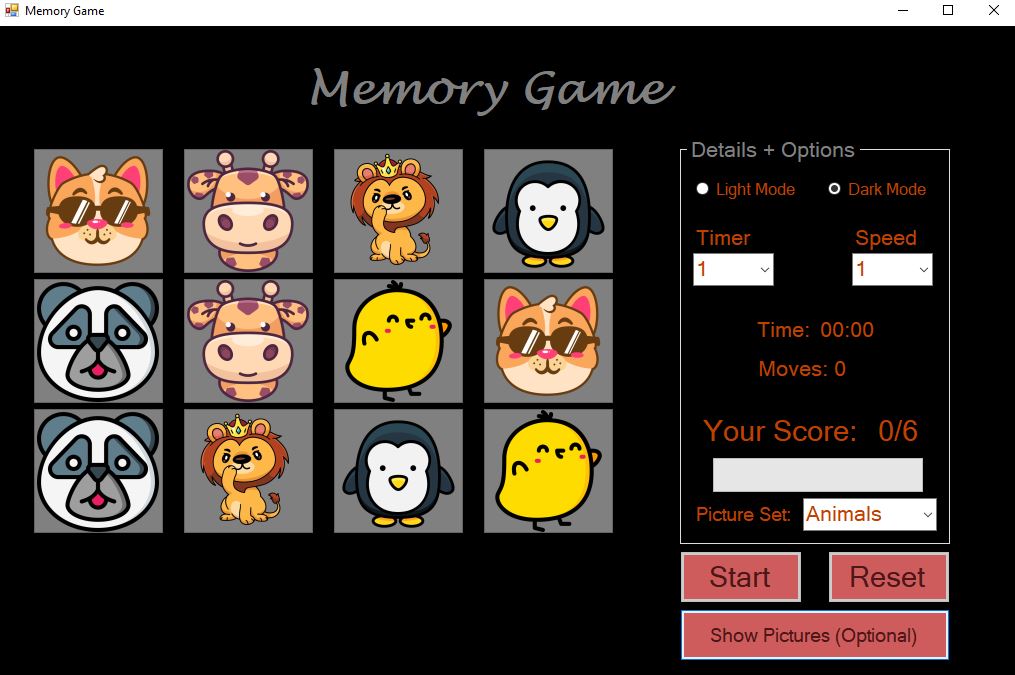 Memory Game
Memory Game
Details + Options
Light Mode Dark Mode
Timer Speed
1 1
Time: 00:00
Moves: 0
Your Score: 0/6
Picture Set: Animals
Start Reset
Show Pictures (Optional)